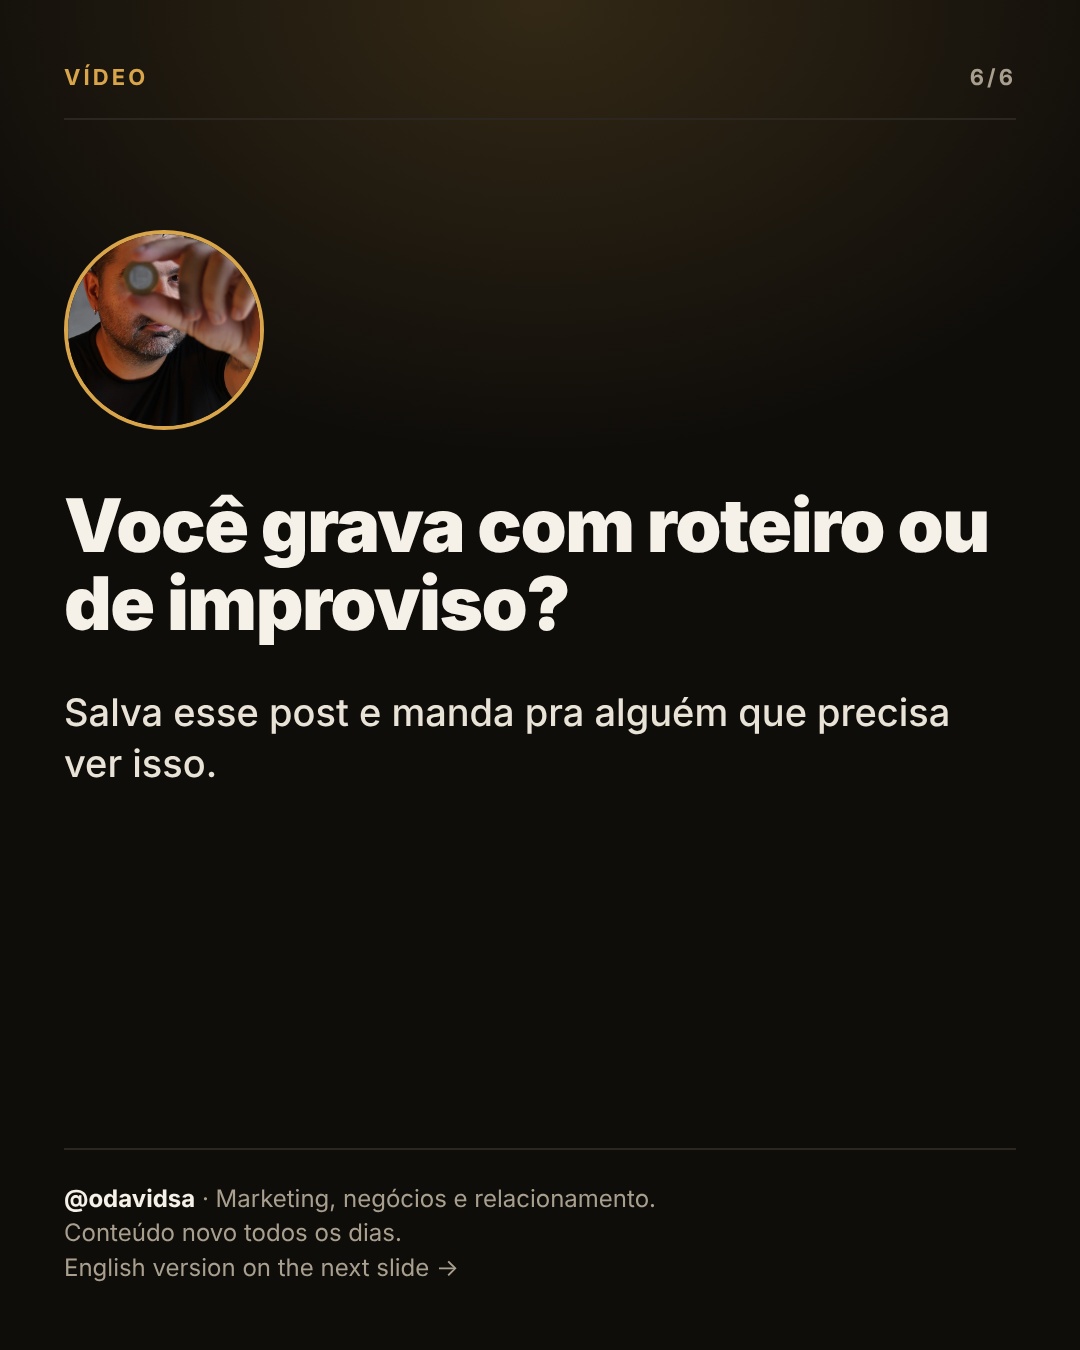 VÍDEO
6/6
Você grava com roteiro ou
de improviso?
Salva esse post e manda pra alguém que precisa
ver isso.
@odavidsa · Marketing, negócios e relacionamento.
Conteúdo novo todos os dias.
English version on the next slide →